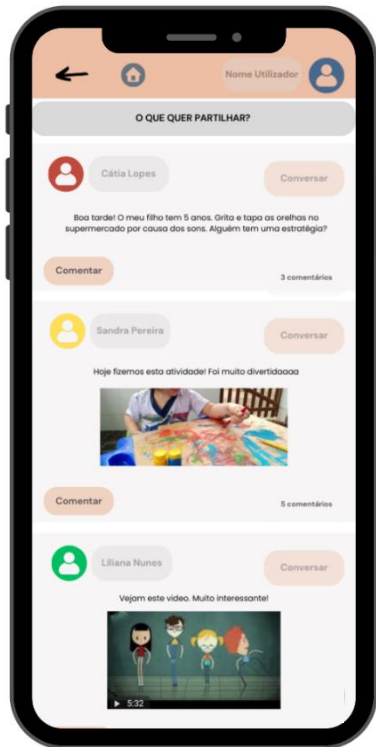 Nome Utilizador
O QUE QUER PARTILHAR?
Cátia Lopes
Conversar
Boa tarde! O meu filho tem 5 anos. Grita e tapa as orelhas no
supermercado por causa dos sons. Alguém tem uma estratégia?
Comentar
3 comentários
Sandra Pereira
Conversar
Hoje fizemos esta atividade! Foi muito divertidaaaa
Comentar
5 comentários
Liliana Nunes
Conversar
Vejam este video. Muito interessante!
5:32